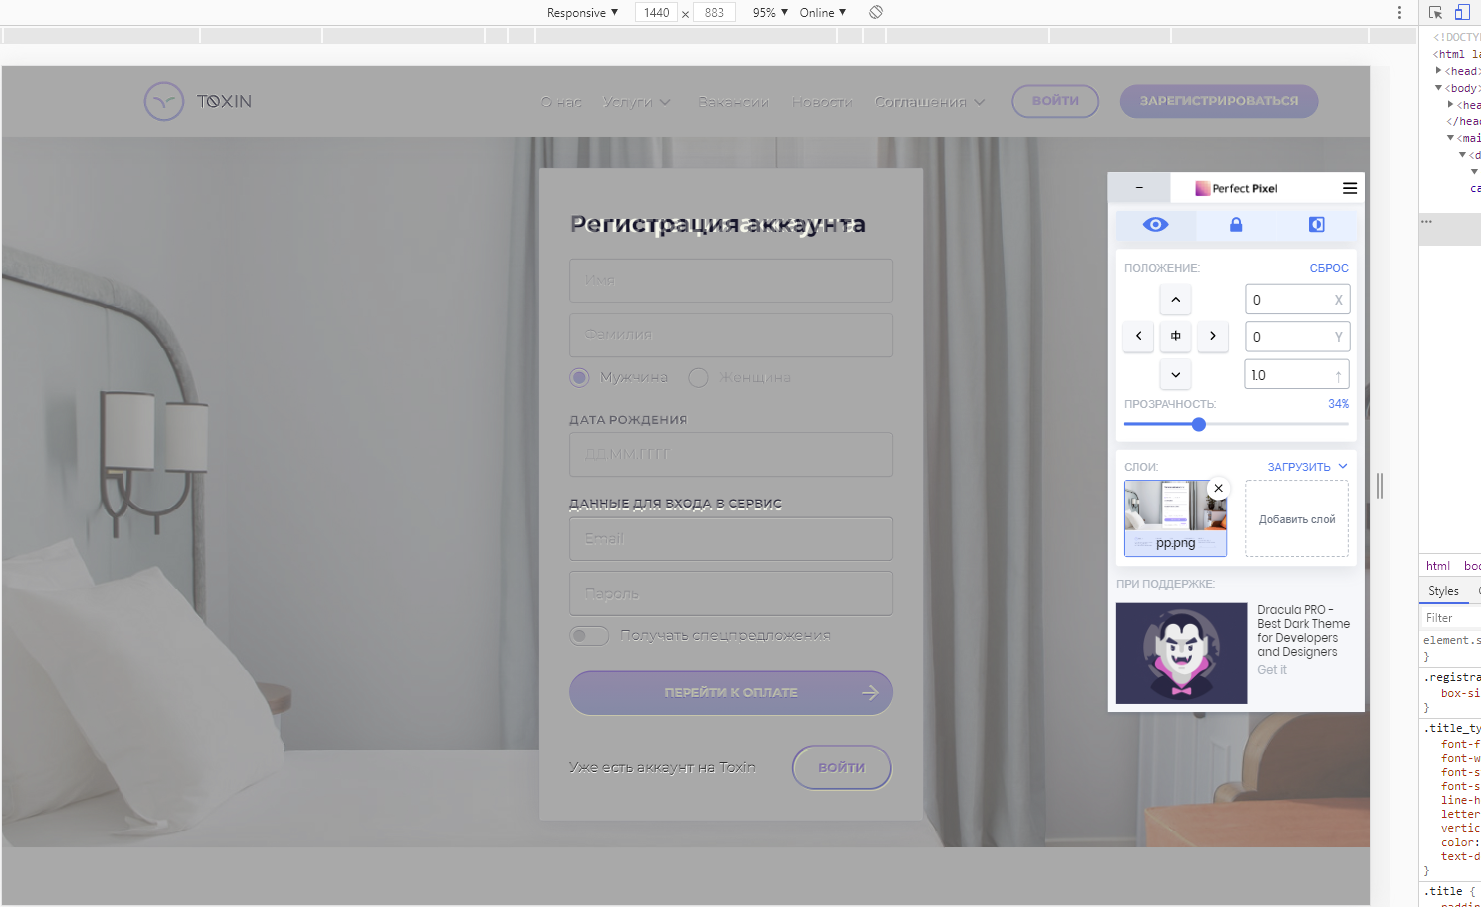 Responsive ▼ 1440 × 883 95% ▼ Online ▼
TOXIN
О нас Услуги Вакансии Новости Соглашения ВОЙТИ ЗАРЕГИСТРИРОВАТЬСЯ
Регистрация аккаунта
Имя
Фамилия
Мужчина Женщина
ДАТА РОЖДЕНИЯ
ДД.ММ.ГГГГ
ДАННЫЕ ДЛЯ ВХОДА В СЕРВИС
Email
Пароль
Получать спецпредложения
ПЕРЕЙТИ К ОПЛАТЕ
Уже есть аккаунт на Toxin ВОЙТИ
Perfect Pixel
ПОЛОЖЕНИЕ: СБРОС
0 X
0 Y
1.0 ↑
ПРОЗРАЧНОСТЬ: 34%
СЛОИ: ЗАГРУЗИТЬ
pp.png
Добавить слой
ПРИ ПОДДЕРЖКЕ:
Dracula PRO -
Best Dark Theme
for Developers
and Designers
Get it
<!DOCTY
<html la
<head>
<body>
<hea
</head
<mai
<d
ca
...
html boo
Styles
Filter
element.s
}
.registra
box-si
}
.title_ty
font-f
font-w
font-s
font-s
line-h
letter
vertic
color:
text-d
}
.title {